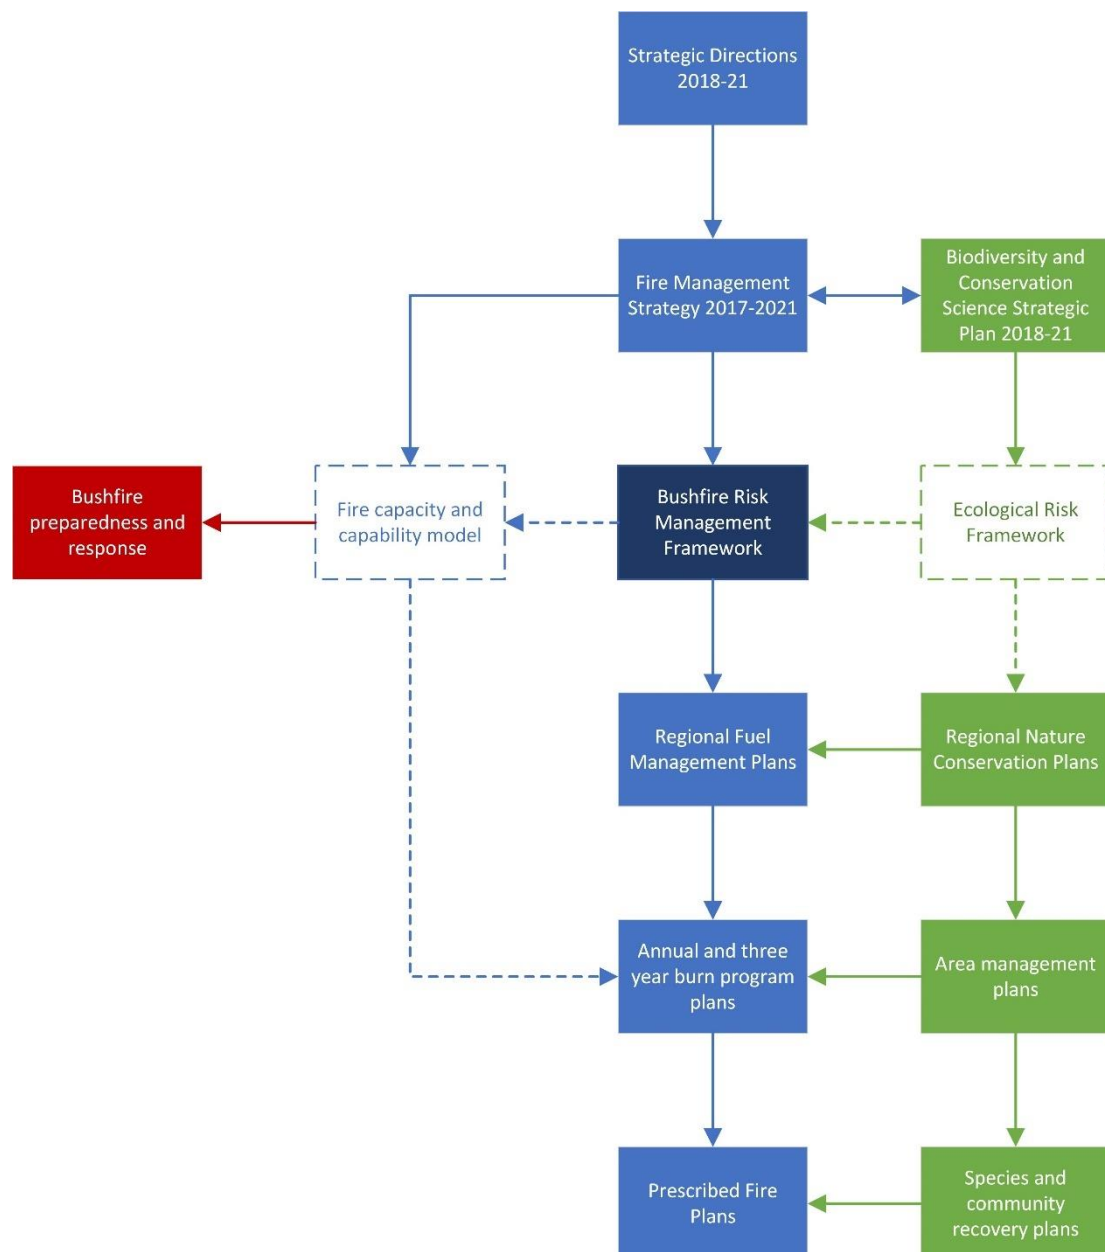 Strategic Directions
2018-21
Fire Management
Strategy 2017-2021
Biodiversity and
Conservation
Science Strategic
Plan 2018-21
Bushfire
preparedness and
response
Fire capacity and
capability model
Bushfire Risk
Management
Framework
Ecological Risk
Framework
Regional Fuel
Management Plans
Regional Nature
Conservation Plans
Annual and three
year burn program
plans
Area management
plans
Prescribed Fire
Plans
Species and
community
recovery plans